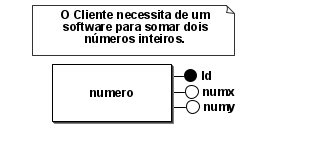 O Cliente necessita de um
software para somar dois
números inteiros.
numero
Id
numx
numy